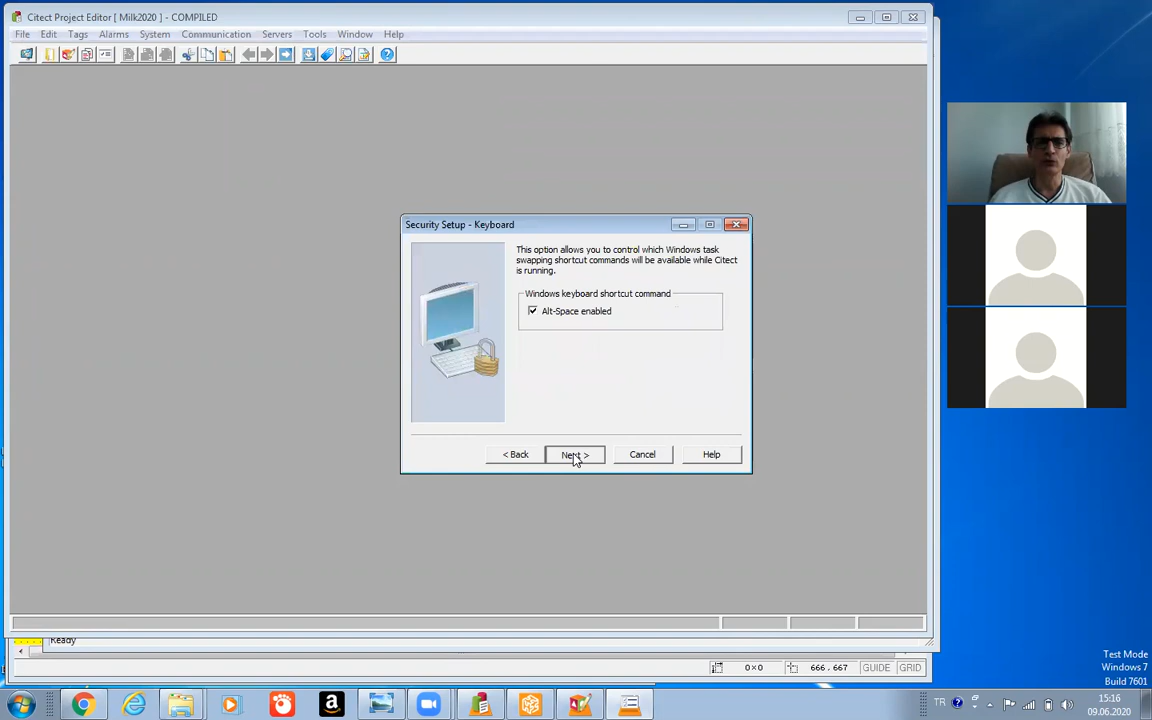 Citect Project Editor [ Milk2020 ] - COMPILED
File Edit Tags Alarms System Communication Servers Tools Window Help
Security Setup - Keyboard
This option allows you to control which Windows task
swapping shortcut commands will be available while Citect
is running.
Windows keyboard shortcut command
Alt-Space enabled
< Back Next > Cancel Help
Ready
0×0 666, 667 GUIDE GRID
Test Mode
Windows 7
Build 7601
TR
15:16
09.06.2020